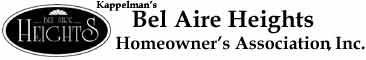 BEL AIRE
HEIGHTS
Kappelman's
Bel Aire Heights
Homeowner's Association, Inc.